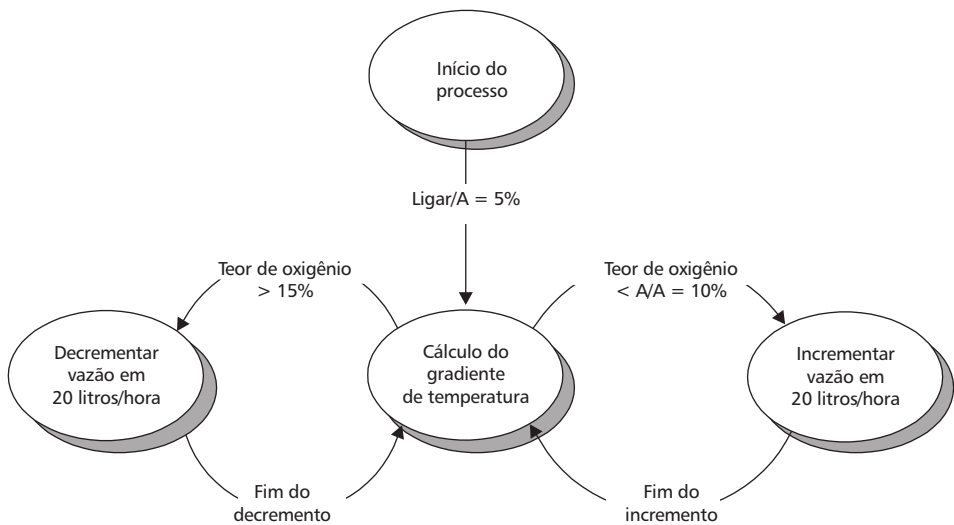 Início do
processo
Ligar/A = 5%
Teor de oxigênio
> 15%
Teor de oxigênio
< A/A = 10%
Decrementar
vazão em
20 litros/hora
Cálculo do
gradiente
de temperatura
Incrementar
vazão em
20 litros/hora
Fim do
decremento
Fim do
incremento